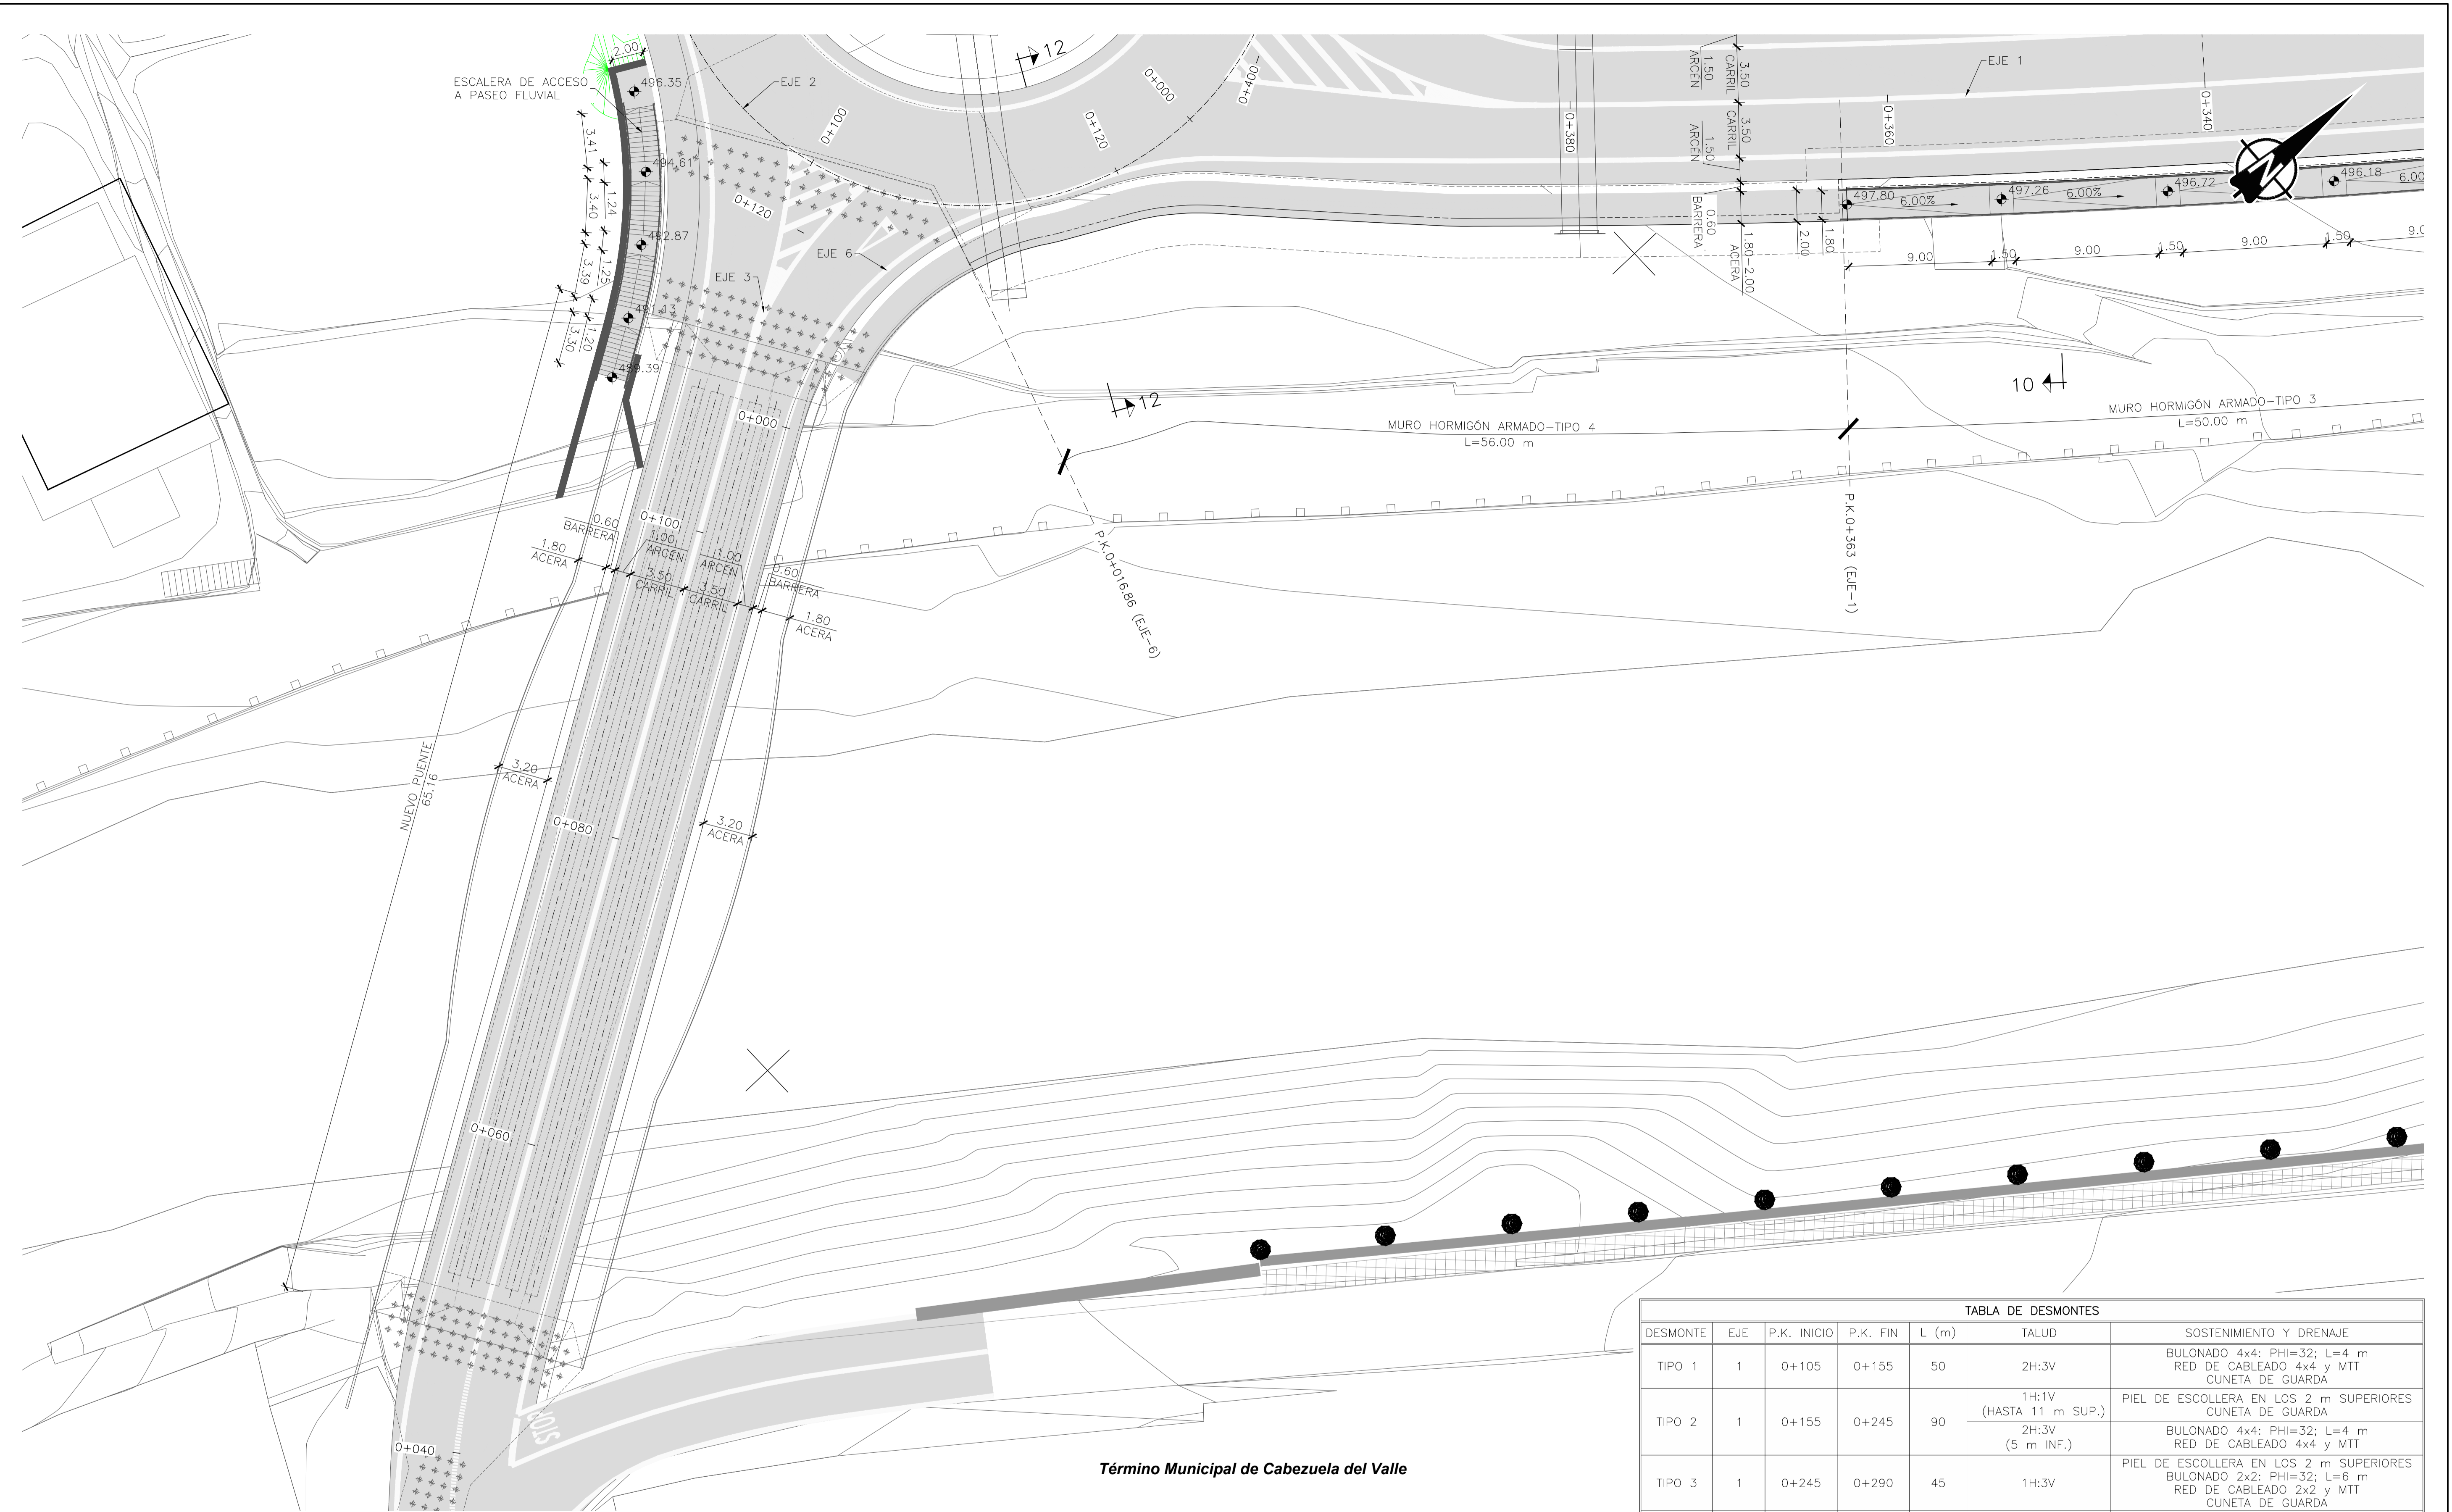 2.00
ESCALERA DE ACCESO
A PASEO FLUVIAL
496.35
494.61
492.87
491.13
489.39
3.41
1.24
3.40
1.25
3.39
1.20
3.30
EJE 2
12
0+100
0+120
0+000
0+400
0+120
EJE 6
EJE 3
0+380
1.50
ARCÉN
3.50
CARRIL
3.50
CARRIL
1.50
ARCÉN
0.60
BARRERA
1.80-2.00
ACERA
2.00
1.80
EJE 1
0+360
0+340
497.80
6.00%
497.26
6.00%
496.72
496.18
6.00
9.00
1.50
9.00
1.50
9.00
1.50
9.0
12
10
MURO HORMIGÓN ARMADO-TIPO 4
L=56.00 m
MURO HORMIGÓN ARMADO-TIPO 3
L=50.00 m
P.K.0+016.86 (EJE-6)
P.K.0+363 (EJE-1)
0+000
0+100
0.60
BARRERA
1.80
ACERA
1.00
ARCÉN
1.00
ARCÉN
3.50
CARRIL
3.50
CARRIL
0.60
BARRERA
1.80
ACERA
NUEVO PUENTE
65.16
3.20
ACERA
0+080
3.20
ACERA
0+060
0+040
STOP
Término Municipal de Cabezuela del Valle
TABLA DE DESMONTES
DESMONTE EJE P.K. INICIO P.K. FIN L (m) TALUD SOSTENIMIENTO Y DRENAJE
TIPO 1 1 0+105 0+155 50 2H:3V
BULONADO 4x4: PHI=32; L=4 m
RED DE CABLEADO 4x4 y MTT
CUNETA DE GUARDA
TIPO 2 1 0+155 0+245 90
1H:1V
(HASTA 11 m SUP.)
PIEL DE ESCOLLERA EN LOS 2 m SUPERIORES
CUNETA DE GUARDA
2H:3V
(5 m INF.)
BULONADO 4x4: PHI=32; L=4 m
RED DE CABLEADO 4x4 y MTT
TIPO 3 1 0+245 0+290 45 1H:3V
PIEL DE ESCOLLERA EN LOS 2 m SUPERIORES
BULONADO 2x2: PHI=32; L=6 m
RED DE CABLEADO 2x2 y MTT
CUNETA DE GUARDA